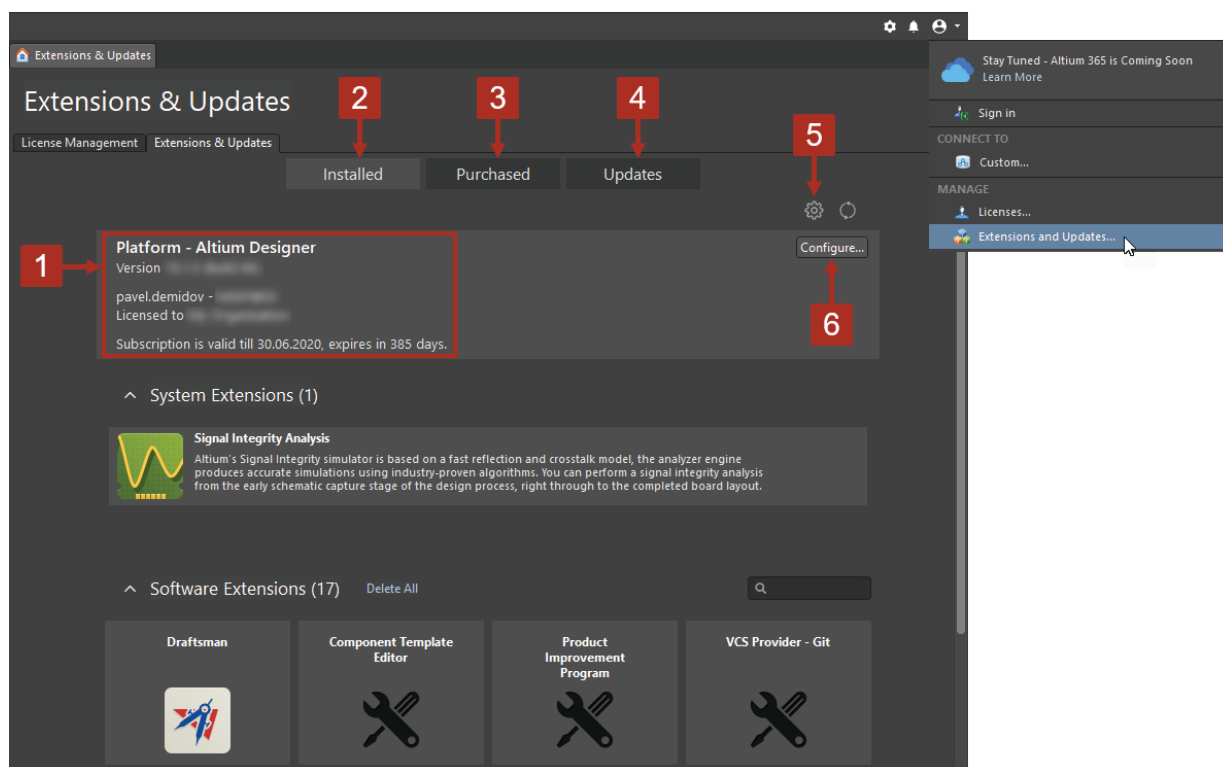 Extensions & Updates
Stay Tuned - Altium 365 is Coming Soon
Learn More
Sign in
CONNECT TO
Custom...
MANAGE
Licenses...
Extensions and Updates...
Extensions & Updates
2
3
4
5
License Management
Extensions & Updates
Installed
Purchased
Updates
1
Platform - Altium Designer
Configure...
Version
pavel.demidov -
Licensed to
6
Subscription is valid till 30.06.2020, expires in 385 days.
System Extensions (1)
Signal Integrity Analysis
Altium's Signal Integrity simulator is based on a fast reflection and crosstalk model, the analyzer engine
produces accurate simulations using industry-proven algorithms. You can perform a signal integrity analysis
from the early schematic capture stage of the design process, right through to the completed board layout.
Software Extensions (17)
Delete All
Draftsman
Component Template
Editor
Product
Improvement
Program
VCS Provider - Git